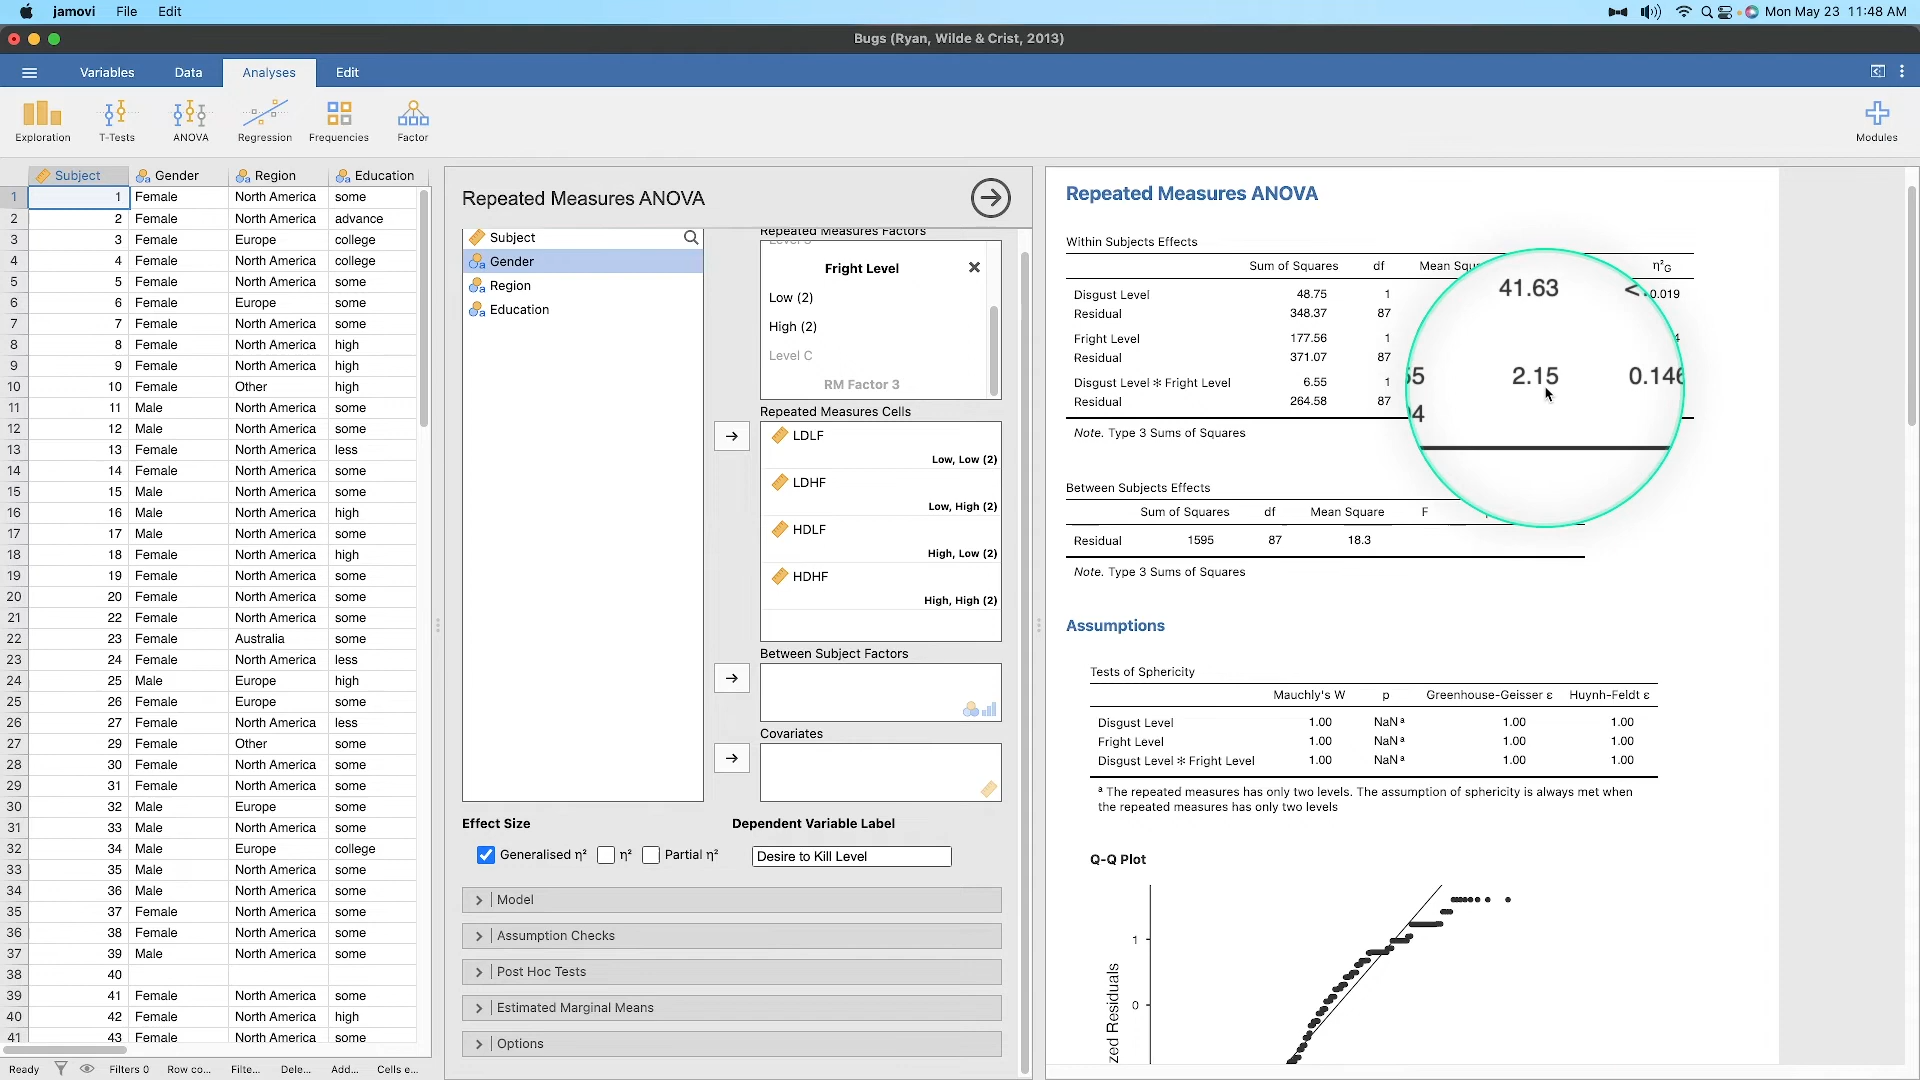 jamovi File Edit Mon May 23 11:48 AM
Bugs (Ryan, Wilde & Crist, 2013)
Variables Data Analyses Edit
Exploration T-Tests ANOVA Regression Frequencies Factor Modules
Subject Gender Region Education
1 1 Female North America some
2 2 Female North America advance
3 3 Female Europe college
4 4 Female North America college
5 5 Female North America some
6 6 Female Europe some
7 7 Female North America some
8 8 Female North America high
9 9 Female North America high
10 10 Female Other high
11 11 Male North America some
12 12 Male North America some
13 13 Female North America less
14 14 Female North America some
15 15 Male North America some
16 16 Male North America high
17 17 Male North America some
18 18 Female North America high
19 19 Female North America some
20 20 Female North America some
21 22 Female North America some
22 23 Female Australia some
23 24 Female North America less
24 25 Male Europe high
25 26 Female Europe some
26 27 Female North America less
27 29 Female Other some
28 30 Female North America some
29 31 Female North America some
30 32 Male Europe some
31 33 Male North America some
32 34 Male Europe college
33 35 Male North America some
34 36 Male North America some
35 37 Female North America some
36 38 Female North America some
37 39 Male North America some
38 40
39 41 Female North America some
40 42 Female North America high
41 43 Female North America some
Ready Filters 0 Row co... Filte... Dele... Add... Cells e...
Repeated Measures ANOVA
Subject
Gender
Region
Education
Repeated Measures Factors
Fright Level
Low (2)
High (2)
Level C
RM Factor 3
Repeated Measures Cells
LDLF
Low, Low (2)
LDHF
Low, High (2)
HDLF
High, Low (2)
HDHF
High, High (2)
Between Subject Factors
Covariates
Effect Size Dependent Variable Label
Generalised η² η² Partial η² Desire to Kill Level
Model
Assumption Checks
Post Hoc Tests
Estimated Marginal Means
Options
Repeated Measures ANOVA
Within Subjects Effects
Sum of Squares df Mean η²G
Disgust Level 48.75 1 41.63 < 0.019
Residual 348.37 87
Fright Level 177.56 1
Residual 371.07 87
Disgust Level ✻ Fright Level 6.55 1 2.15 0.146
Residual 264.58 87
Note. Type 3 Sums of Squares
Between Subjects Effects
Sum of Squares df Mean Square F
Residual 1595 87 18.3
Note. Type 3 Sums of Squares
Assumptions
Tests of Sphericity
Mauchly's W p Greenhouse-Geisser ε Huynh-Feldt ε
Disgust Level 1.00 NaN ᵃ 1.00 1.00
Fright Level 1.00 NaN ᵃ 1.00 1.00
Disgust Level ✻ Fright Level 1.00 NaN ᵃ 1.00 1.00
ᵃ The repeated measures has only two levels. The assumption of sphericity is always met when
the repeated measures has only two levels
Q-Q Plot
1
0
Residuals